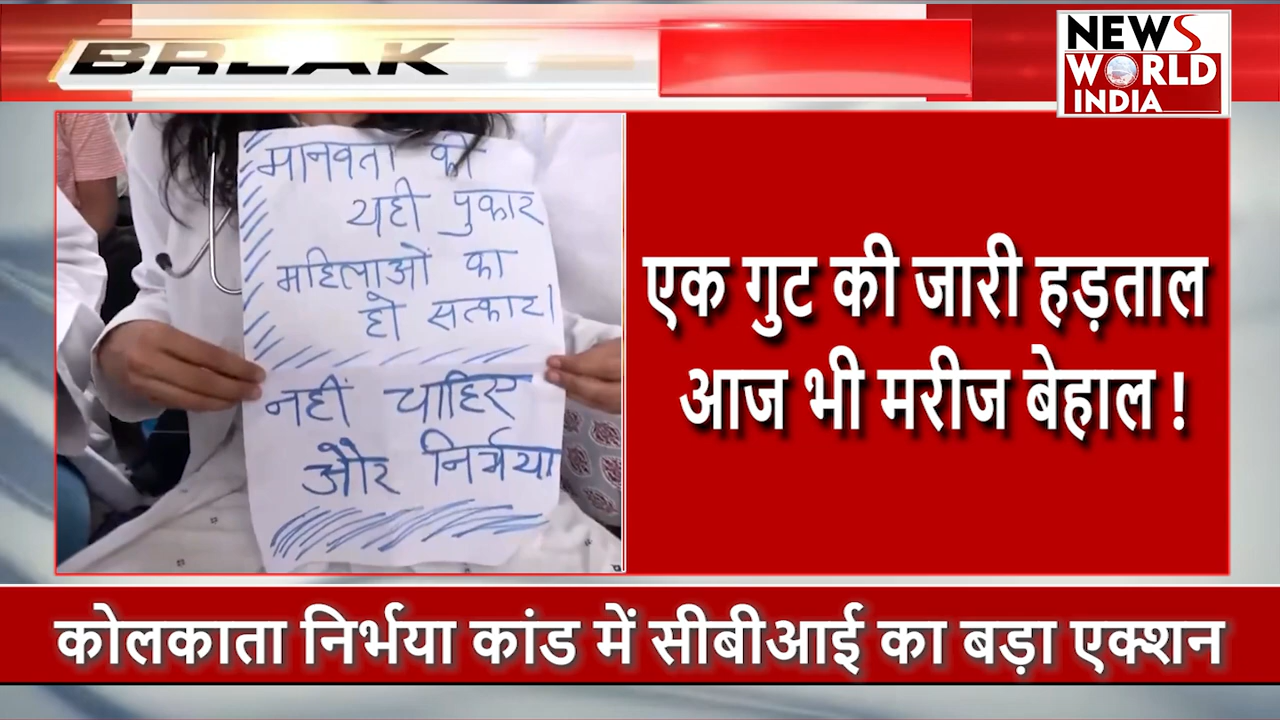 BREAK
NEWS
WORLD
INDIA
मानवता की
यही पुकार
महिलाओं का
हो सत्कार।
नहीं चाहिए
और निर्भया
एक गुट की जारी हड़ताल
आज भी मरीज बेहाल !
कोलकाता निर्भया कांड में सीबीआई का बड़ा एक्शन